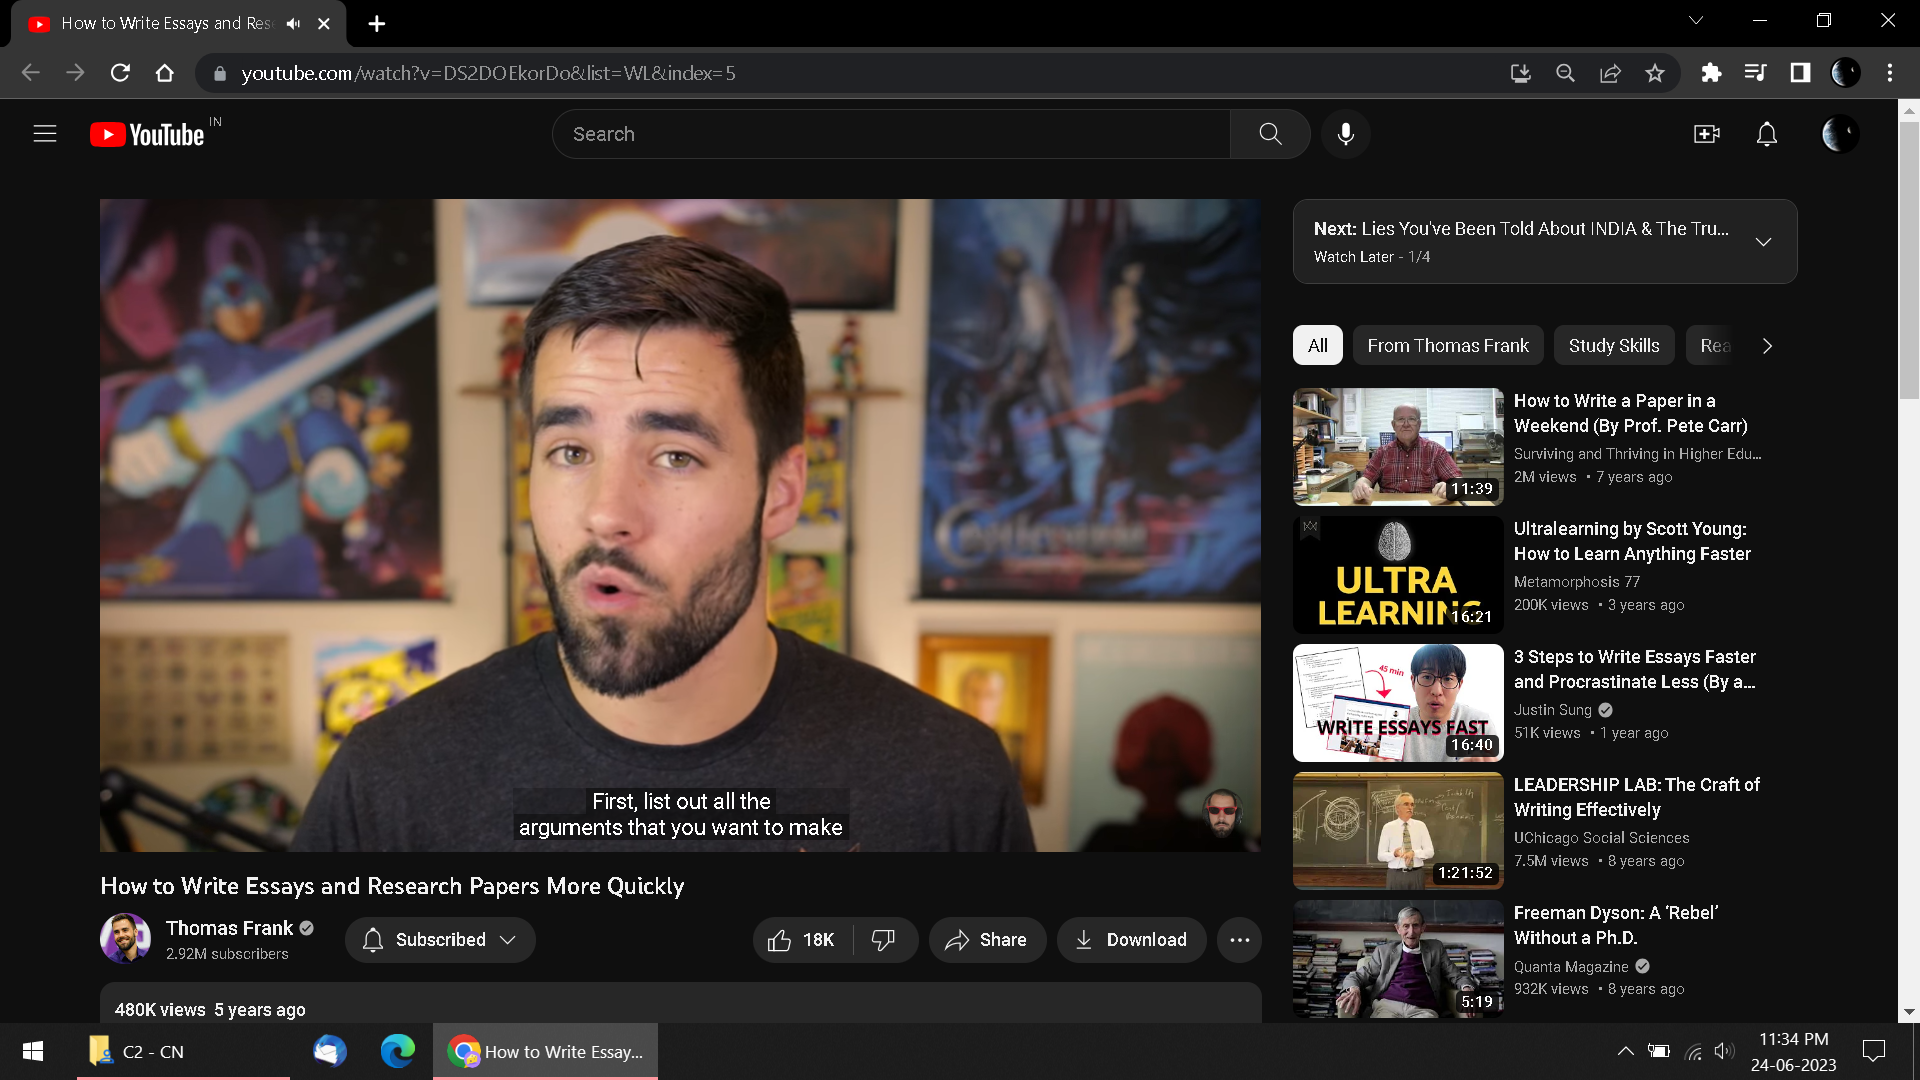 How to Write Essays and Res
youtube.com/watch?v=DS2DOEkorDo&list=WL&index=5
YouTube IN
Search
Next: Lies You've Been Told About INDIA & The Tru...
Watch Later - 1/4
All
From Thomas Frank
Study Skills
Rea
How to Write a Paper in a
Weekend (By Prof. Pete Carr)
Surviving and Thriving in Higher Edu...
2M views • 7 years ago
11:39
Ultralearning by Scott Young:
How to Learn Anything Faster
Metamorphosis 77
200K views • 3 years ago
ULTRA
LEARNING
16:21
3 Steps to Write Essays Faster
and Procrastinate Less (By a...
Justin Sung
51K views • 1 year ago
45 min
WRITE ESSAYS FAST
16:40
LEADERSHIP LAB: The Craft of
Writing Effectively
UChicago Social Sciences
7.5M views • 8 years ago
1:21:52
Freeman Dyson: A ‘Rebel’
Without a Ph.D.
Quanta Magazine
932K views • 8 years ago
5:19
First, list out all the
arguments that you want to make
How to Write Essays and Research Papers More Quickly
Thomas Frank
2.92M subscribers
Subscribed
18K
Share
Download
480K views 5 years ago
C2 - CN
How to Write Essay...
11:34 PM
24-06-2023